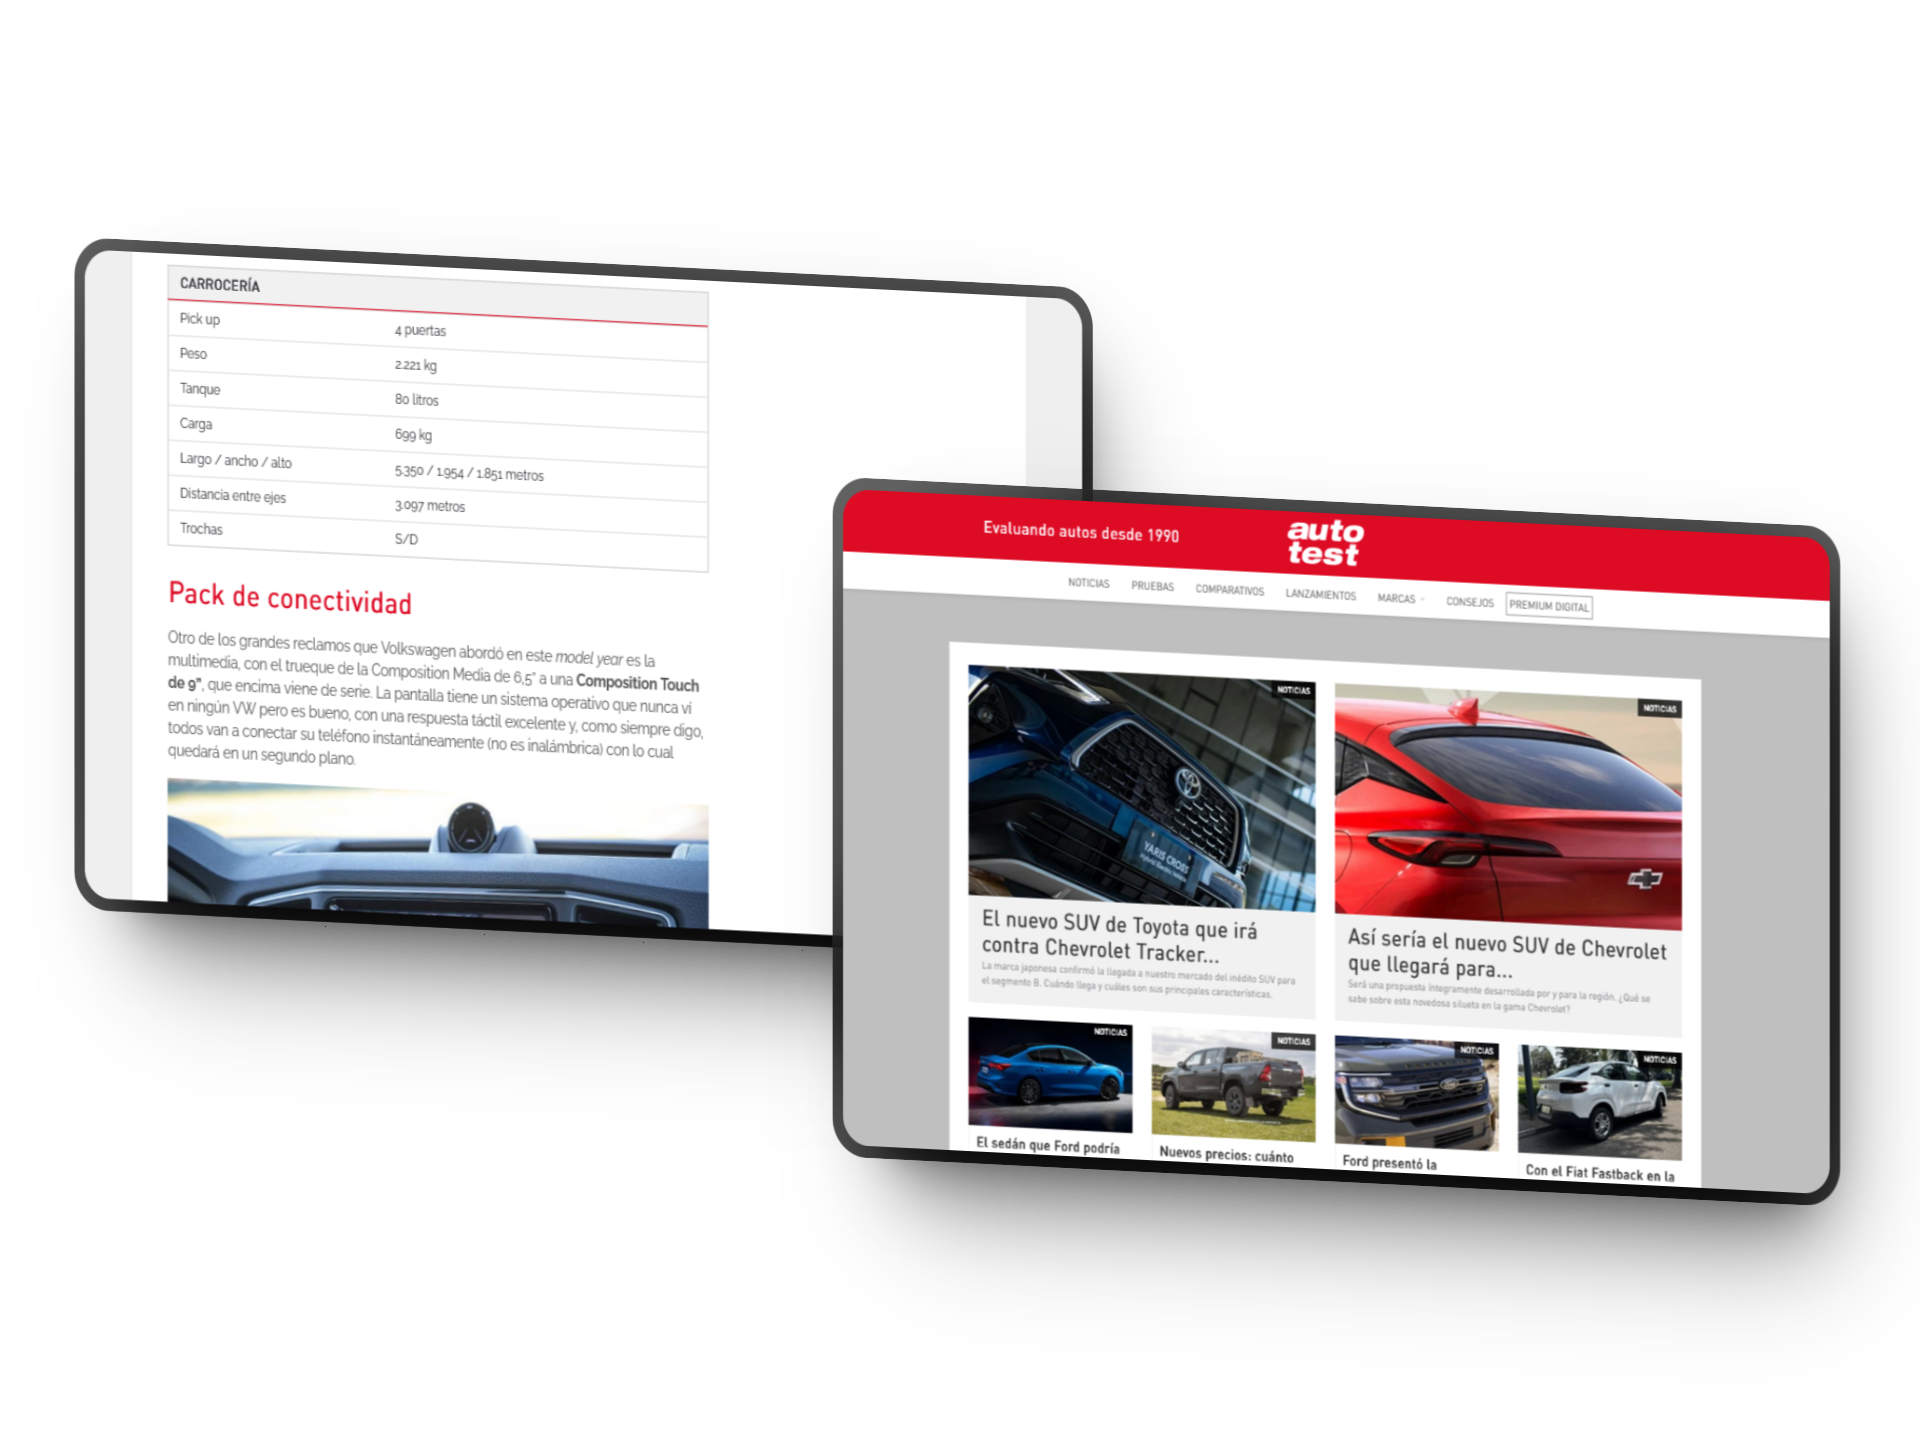 CARROCERÍA
Pick up 4 puertas
Peso 2.221 kg
Tanque 80 litros
Carga 699 kg
Largo / ancho / alto 5.350 / 1.954 / 1.851 metros
Distancia entre ejes 3.097 metros
Trochas S/D
Pack de conectividad
Otro de los grandes reclamos que Volkswagen abordó en este model year es la
multimedia, con el trueque de la Composition Media de 6,5" a una Composition Touch
de 9", que encima viene de serie. La pantalla tiene un sistema operativo que nunca vi
en ningún VW pero es bueno, con una respuesta táctil excelente y, como siempre digo,
todos van a conectar su teléfono instantáneamente (no es inalámbrica) con lo cual
quedará en un segundo plano.
Evaluando autos desde 1990
auto
test
NOTICIAS PRUEBAS COMPARATIVOS LANZAMIENTOS MARCAS CONSEJOS PREMIUM DIGITAL
NOTICIAS
YARIS CROSS
Hybrid Electric Vehicle
El nuevo SUV de Toyota que irá
contra Chevrolet Tracker...
La marca japonesa confirmó la llegada a nuestro mercado del inédito SUV para
el segmento B. Cuándo llega y cuáles son sus principales características.
NOTICIAS
Así sería el nuevo SUV de Chevrolet
que llegará para...
Será una propuesta íntegramente desarrollada por y para la región. ¿Qué se
sabe sobre esta novedosa silueta en la gama Chevrolet?
NOTICIAS
El sedán que Ford podría
NOTICIAS
Nuevos precios: cuánto
NOTICIAS
Ford presentó la
NOTICIAS
Con el Fiat Fastback en la